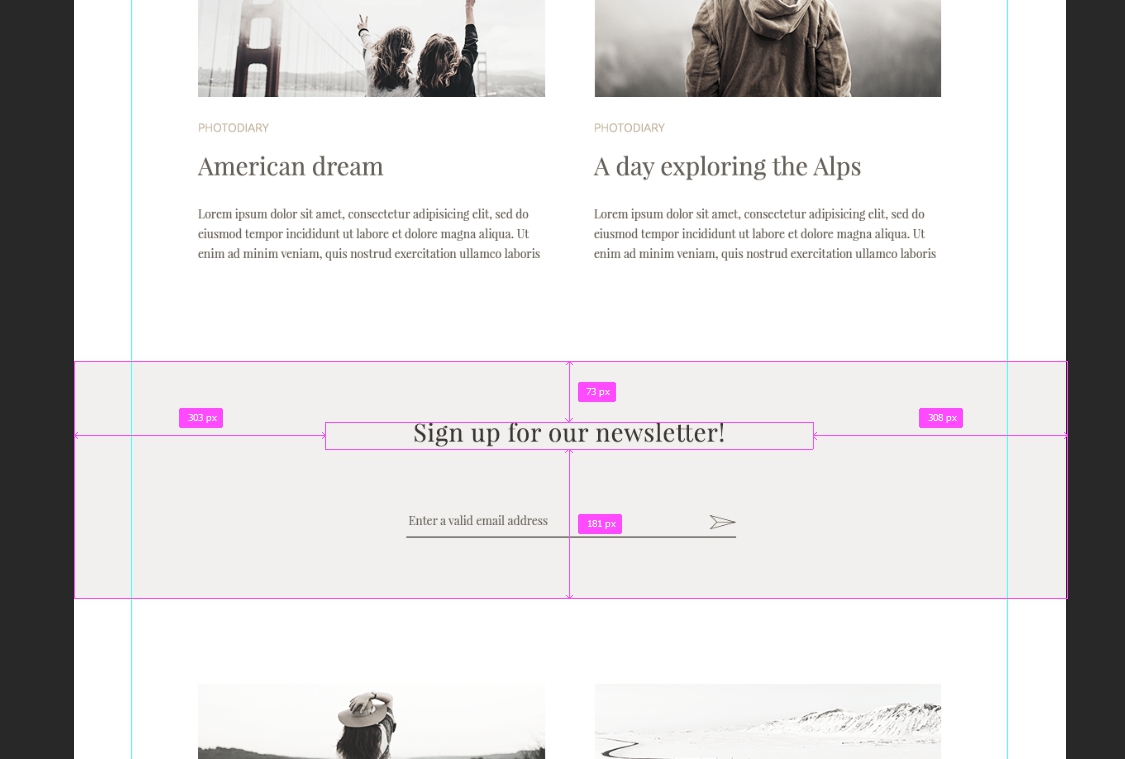 PHOTODIARY
American dream
Lorem ipsum dolor sit amet, consectetur adipisicing elit, sed do
eiusmod tempor incididunt ut labore et dolore magna aliqua. Ut
enim ad minim veniam, quis nostrud exercitation ullamco laboris
PHOTODIARY
A day exploring the Alps
Lorem ipsum dolor sit amet, consectetur adipisicing elit, sed do
eiusmod tempor incididunt ut labore et dolore magna aliqua. Ut
enim ad minim veniam, quis nostrud exercitation ullamco laboris
73 px
303 px
308 px
Sign up for our newsletter!
Enter a valid email address
181 px